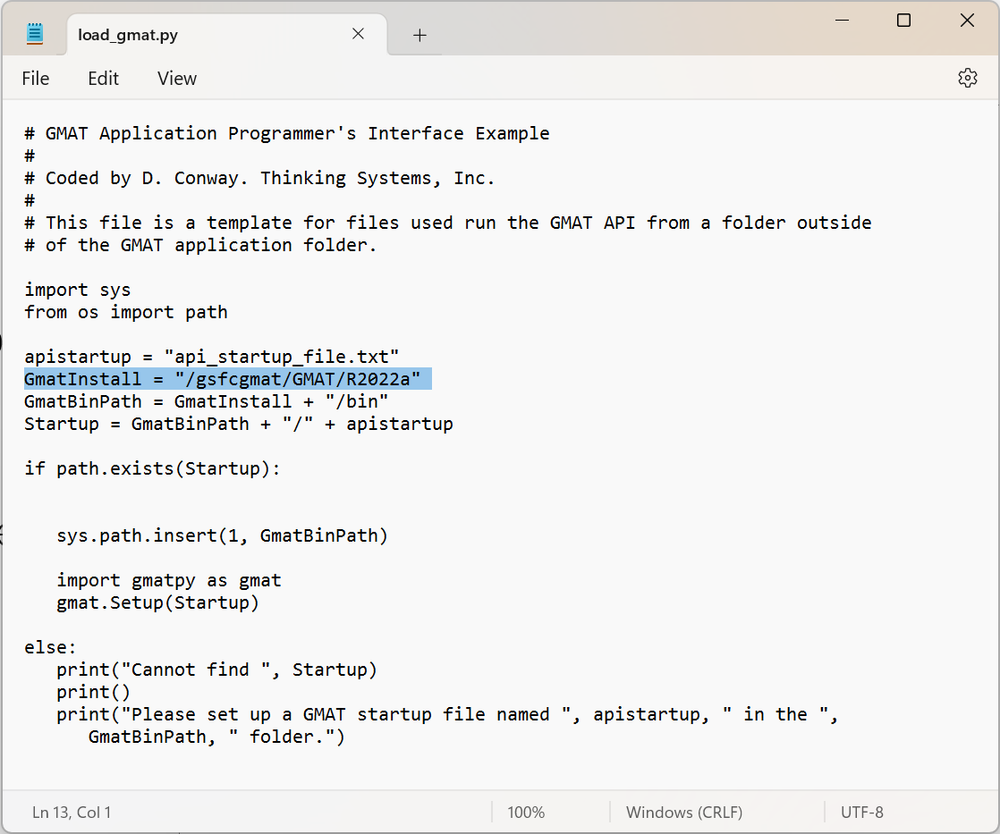 load_gmat.py
File Edit View
# GMAT Application Programmer's Interface Example
#
# Coded by D. Conway. Thinking Systems, Inc.
#
# This file is a template for files used run the GMAT API from a folder outside
# of the GMAT application folder.

import sys
from os import path

apistartup = "api_startup_file.txt"
GmatInstall = "/gsfcgmat/GMAT/R2022a"
GmatBinPath = GmatInstall + "/bin"
Startup = GmatBinPath + "/" + apistartup

if path.exists(Startup):


   sys.path.insert(1, GmatBinPath)

   import gmatpy as gmat
   gmat.Setup(Startup)

else:
   print("Cannot find ", Startup)
   print()
   print("Please set up a GMAT startup file named ", apistartup, " in the ",
      GmatBinPath, " folder.")
Ln 13, Col 1 100% Windows (CRLF) UTF-8